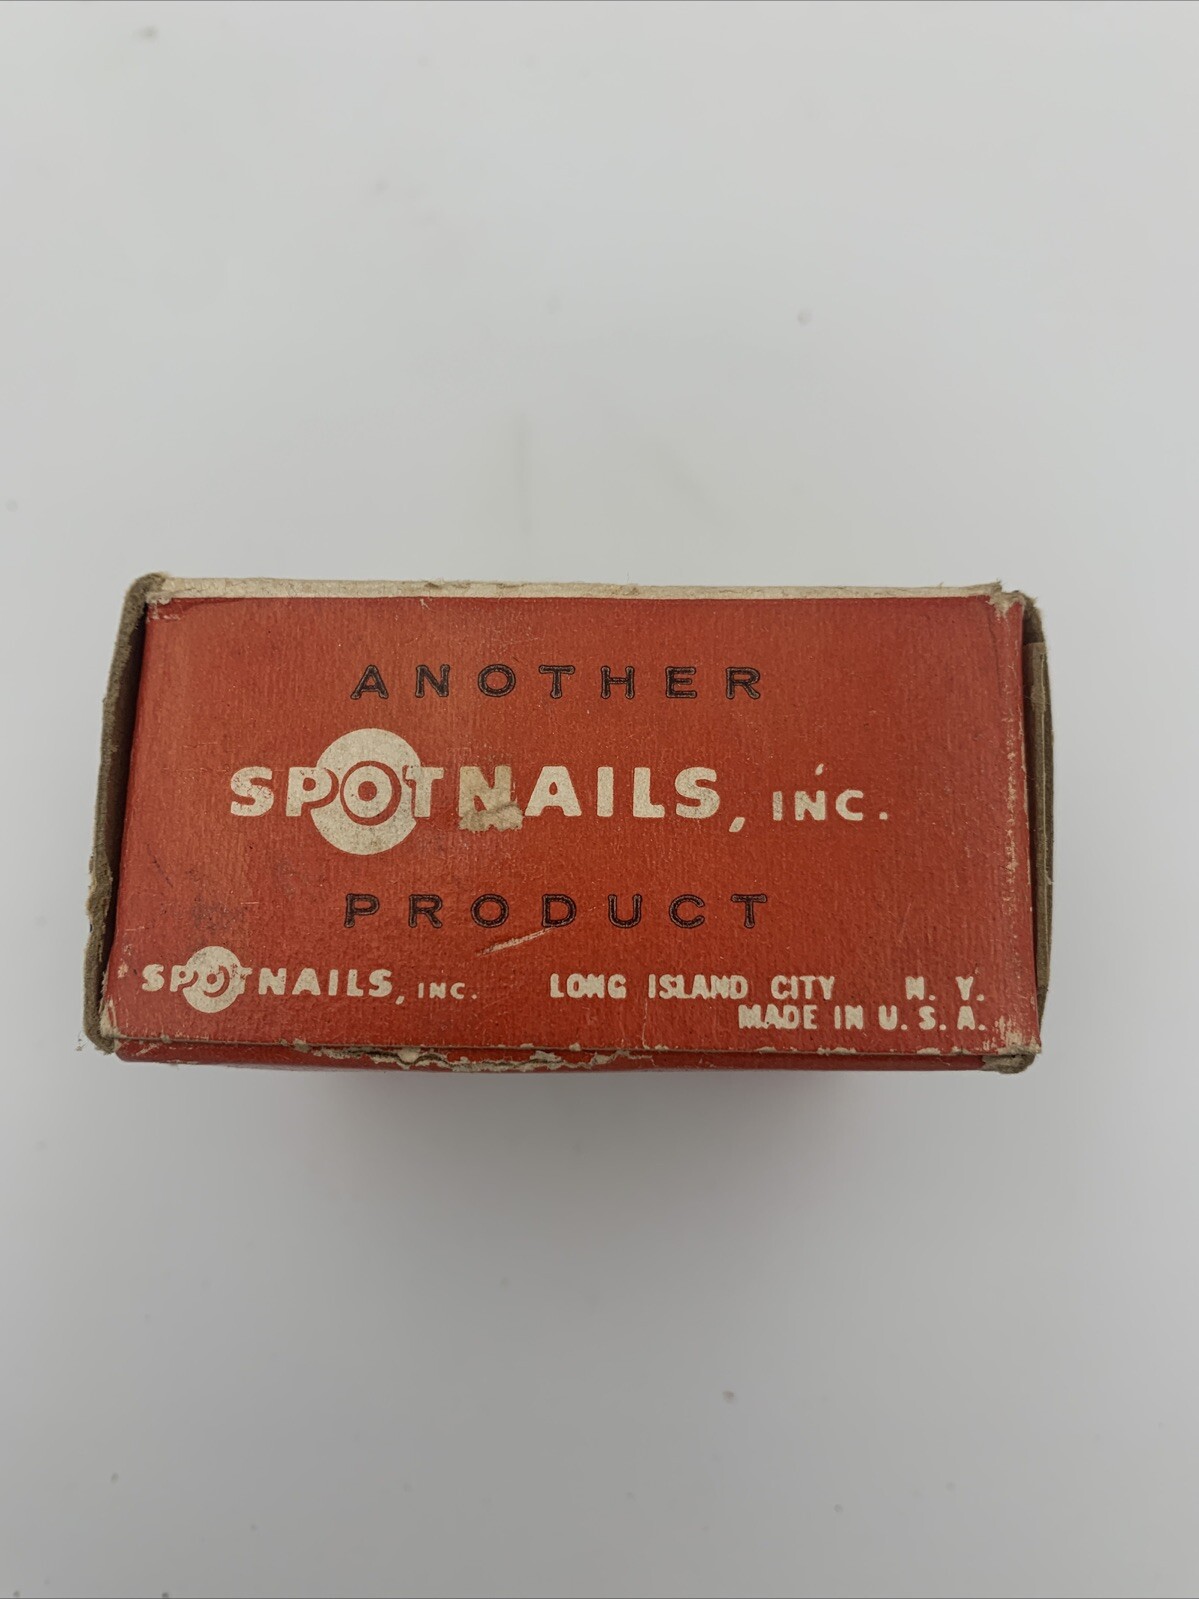 ANOTHER
SPOTNAILS, INC.
PRODUCT
SPOTNAILS, INC. LONG ISLAND CITY N. Y.
MADE IN U. S. A.